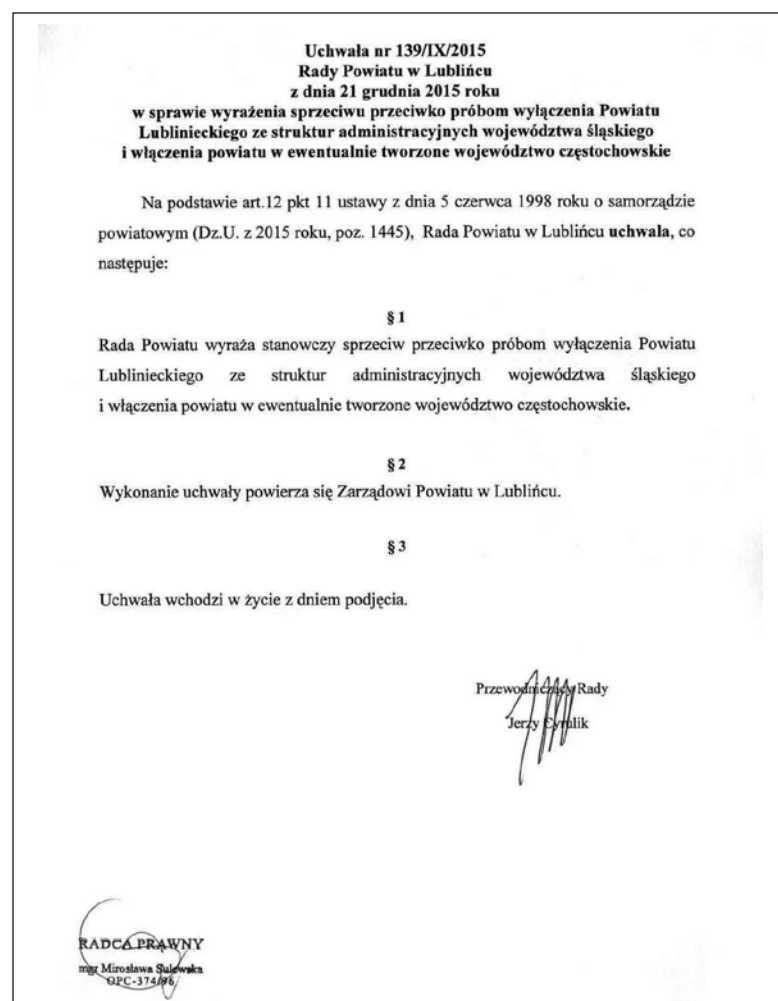 Uchwała nr 139/IX/2015
Rady Powiatu w Lublińcu
z dnia 21 grudnia 2015 roku
w sprawie wyrażenia sprzeciwu przeciwko próbom wyłączenia Powiatu
Lublinieckiego ze struktur administracyjnych województwa śląskiego
i włączenia powiatu w ewentualnie tworzone województwo częstochowskie
Na podstawie art.12 pkt 11 ustawy z dnia 5 czerwca 1998 roku o samorządzie
powiatowym (Dz.U. z 2015 roku, poz. 1445), Rada Powiatu w Lublińcu uchwala, co
następuje:
§ 1
Rada Powiatu wyraża stanowczy sprzeciw przeciwko próbom wyłączenia Powiatu
Lublinieckiego ze struktur administracyjnych województwa śląskiego
i włączenia powiatu w ewentualnie tworzone województwo częstochowskie.
§ 2
Wykonanie uchwały powierza się Zarządowi Powiatu w Lublińcu.
§ 3
Uchwała wchodzi w życie z dniem podjęcia.
Przewodniczący Rady
Jerzy
RADCA PRAWNY
mgr Mirosława Sulewska